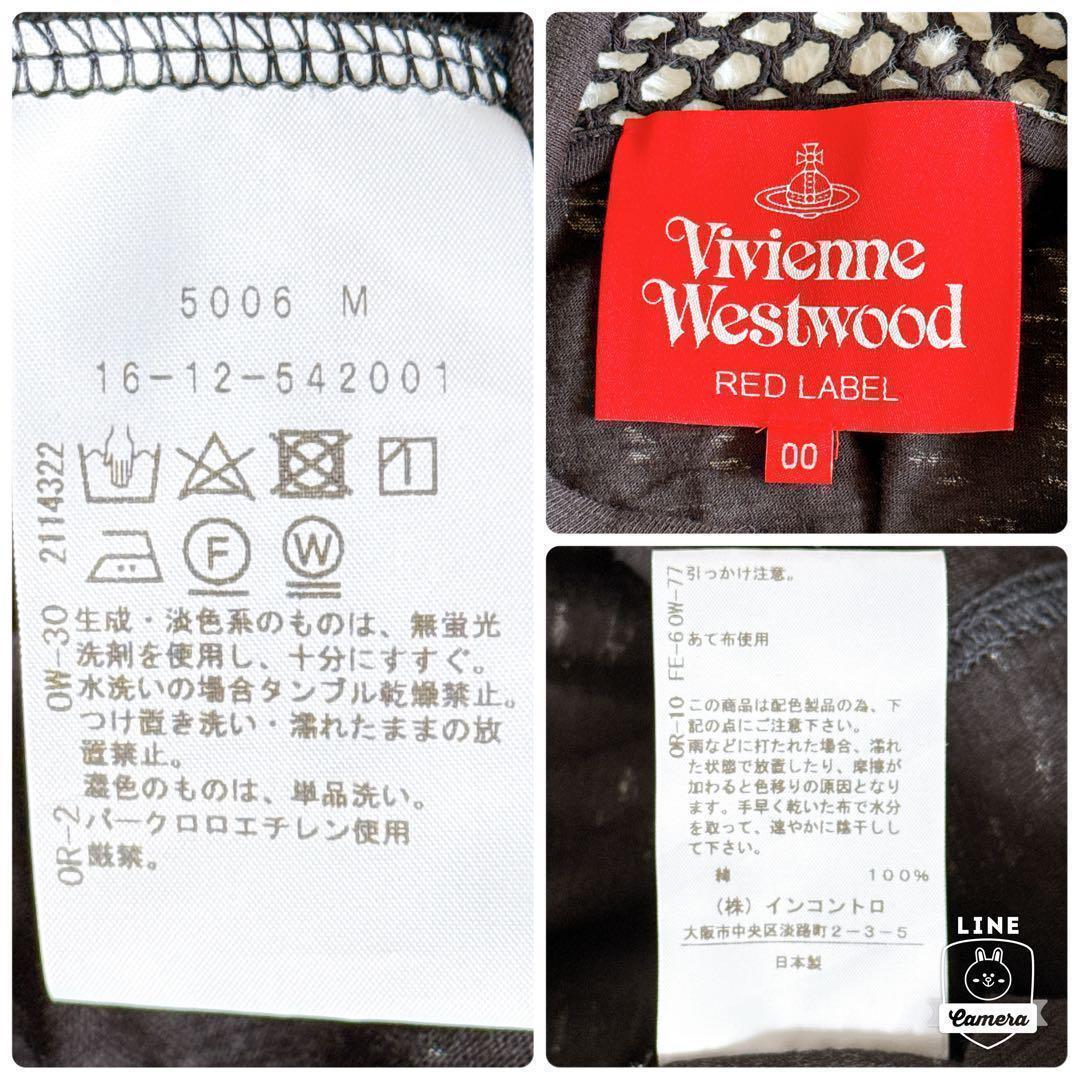 5006 M
16-12-542001
2114322
F
W
0W-30
生成・淡色系のものは、無蛍光
洗剤を使用し、十分にすすぐ。
水洗いの場合タンブル乾燥禁止。
つけ置き洗い・濡れたままの放
置禁止。
濃色のものは、単品洗い。
0R-2
パークロロエチレン使用
厳禁。
Vivienne
Westwood
RED LABEL
00
FE-60W-77
引っかけ注意。
あて布使用
0R-10
この商品は配色製品の為、下
記の点にご注意下さい。
雨などに打たれた場合、濡れ
た状態で放置したり、摩擦が
加わると色移りの原因となり
ます。手早く乾いた布で水分
を取って、速やかに陰干しし
て下さい。
綿 100%
(株)インコントロ
大阪市中央区淡路町2-3-5
日本製
LINE
Camera